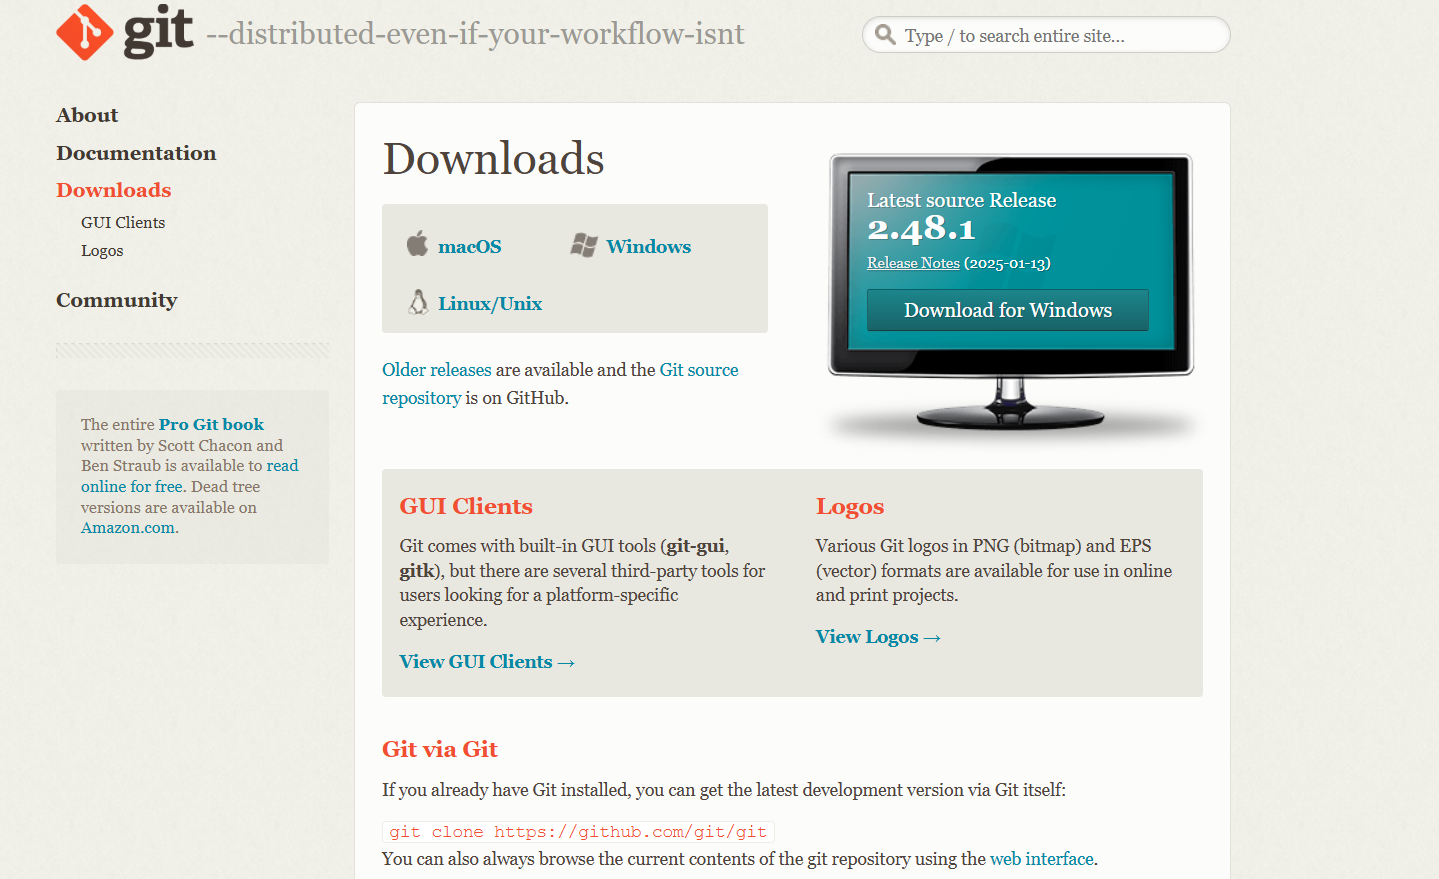 git --distributed-even-if-your-workflow-isnt
Type / to search entire site...
About
Documentation
Downloads
GUI Clients
Logos
Community
The entire Pro Git book
written by Scott Chacon and
Ben Straub is available to read
online for free. Dead tree
versions are available on
Amazon.com.
Downloads
macOS
Windows
Linux/Unix
Older releases are available and the Git source
repository is on GitHub.
Latest source Release
2.48.1
Release Notes (2025-01-13)
Download for Windows
GUI Clients
Git comes with built-in GUI tools (git-gui,
gitk), but there are several third-party tools for
users looking for a platform-specific
experience.
View GUI Clients →
Logos
Various Git logos in PNG (bitmap) and EPS
(vector) formats are available for use in online
and print projects.
View Logos →
Git via Git
If you already have Git installed, you can get the latest development version via Git itself:
git clone https://github.com/git/git
You can also always browse the current contents of the git repository using the web interface.